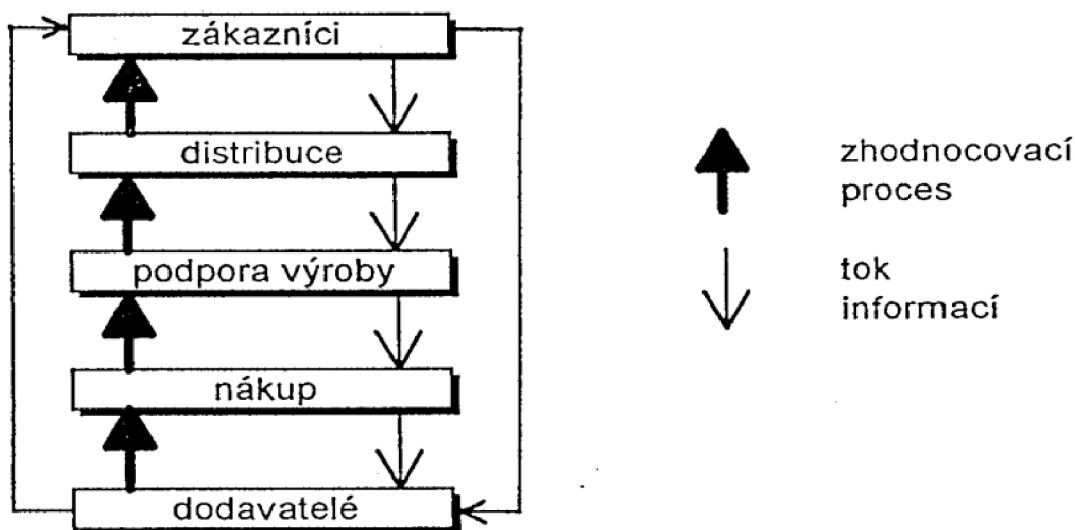 zákazníci
distribuce
podpora výroby
nákup
dodavatelé
zhodnocovací
proces
tok
informací